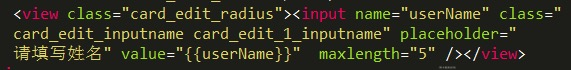 <view class="card_edit_radius"><input name="userName" class="
card_edit_inputname card_edit_1_inputname" placeholder="
请填写姓名" value="{{userName}}"  maxlength="5" /></view>